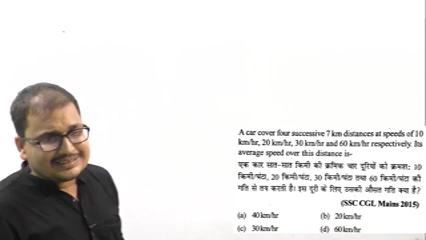 A car cover four successive 7 km distances at speeds of 10
km/hr, 20 km/hr, 30 km/hr and 60 km/hr respectively. Its
average speed over this distance is-
एक कार सात-सात किमी की क्रमिक चार दूरियों को क्रमशः 10
किमी/घंटा, 20 किमी/घंटा, 30 किमी/घंटा तथा 60 किमी/घंटा की
गति से तय करती है। इस दूरी के लिए उसकी औसत गति क्या है?
(SSC CGL Mains 2015)
(a) 40 km/hr (b) 20 km/hr
(c) 30 km/hr (d) 60 km/hr